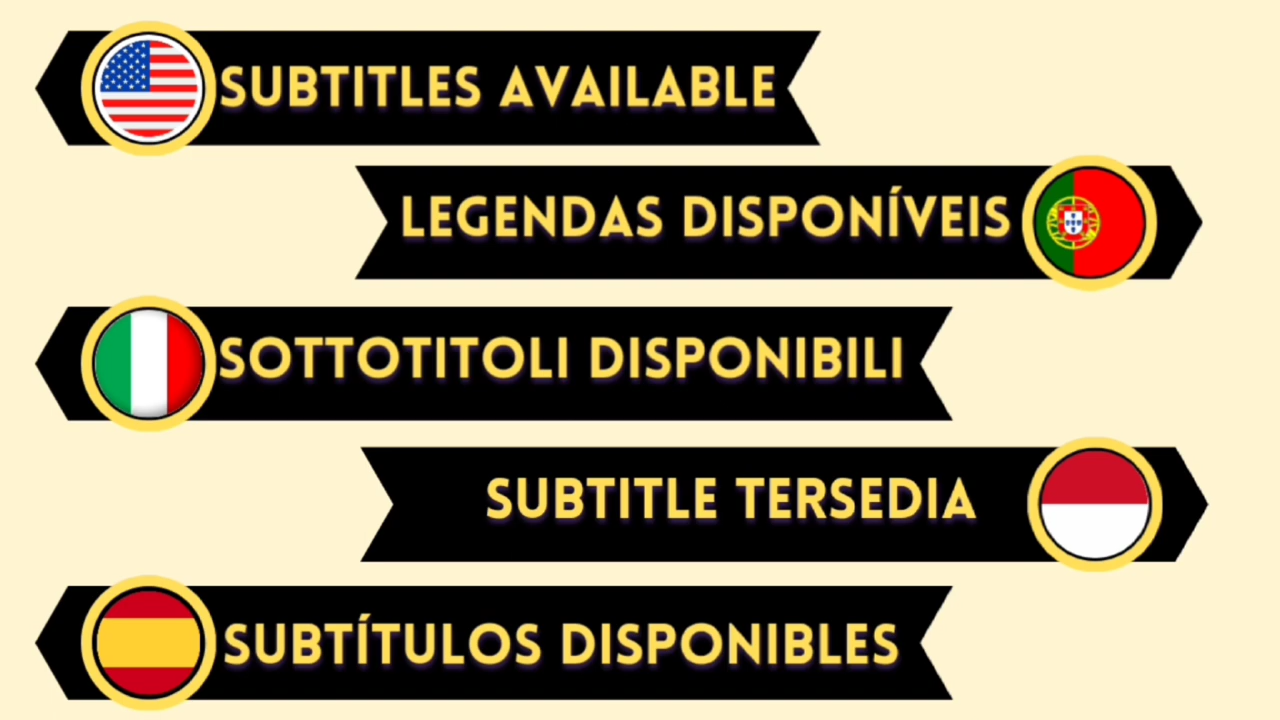 SUBTITLES AVAILABLE
LEGENDAS DISPONÍVEIS
SOTTOTITOLI DISPONIBILI
SUBTITLE TERSEDIA
SUBTÍTULOS DISPONIBLES